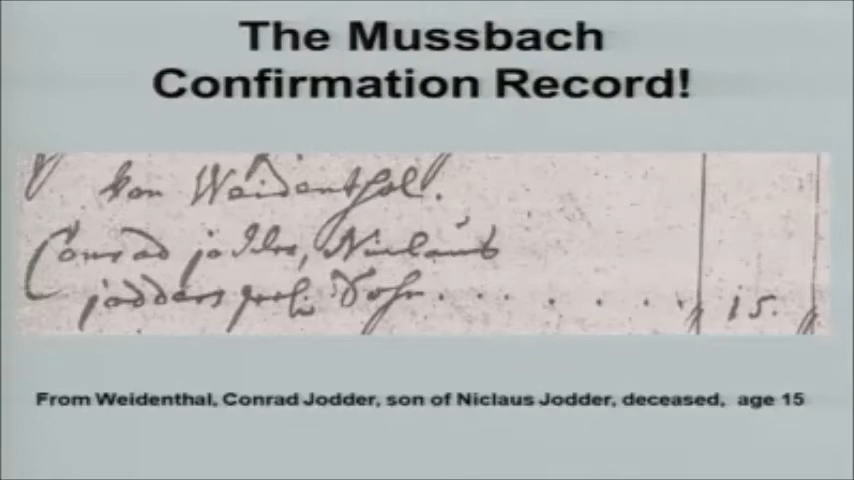 The Mussbach
Confirmation Record!
Von Weidenthal.
Conrad jodder, Niclaus
jodders seel. Sohn . . . . . . 15.
From Weidenthal, Conrad Jodder, son of Niclaus Jodder, deceased, age 15